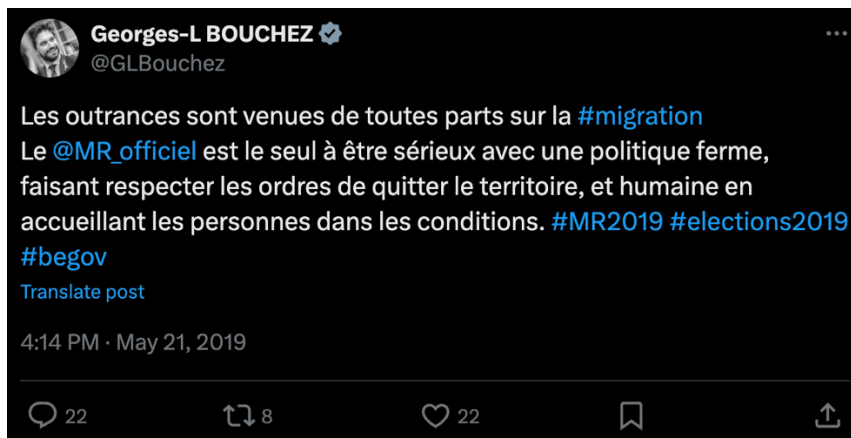 Georges-L BOUCHEZ
@GLBouchez
Les outrances sont venues de toutes parts sur la #migration
Le @MR_officiel est le seul à être sérieux avec une politique ferme,
faisant respecter les ordres de quitter le territoire, et humaine en
accueillant les personnes dans les conditions. #MR2019 #elections2019
#begov
Translate post
4:14 PM · May 21, 2019
22 8 22